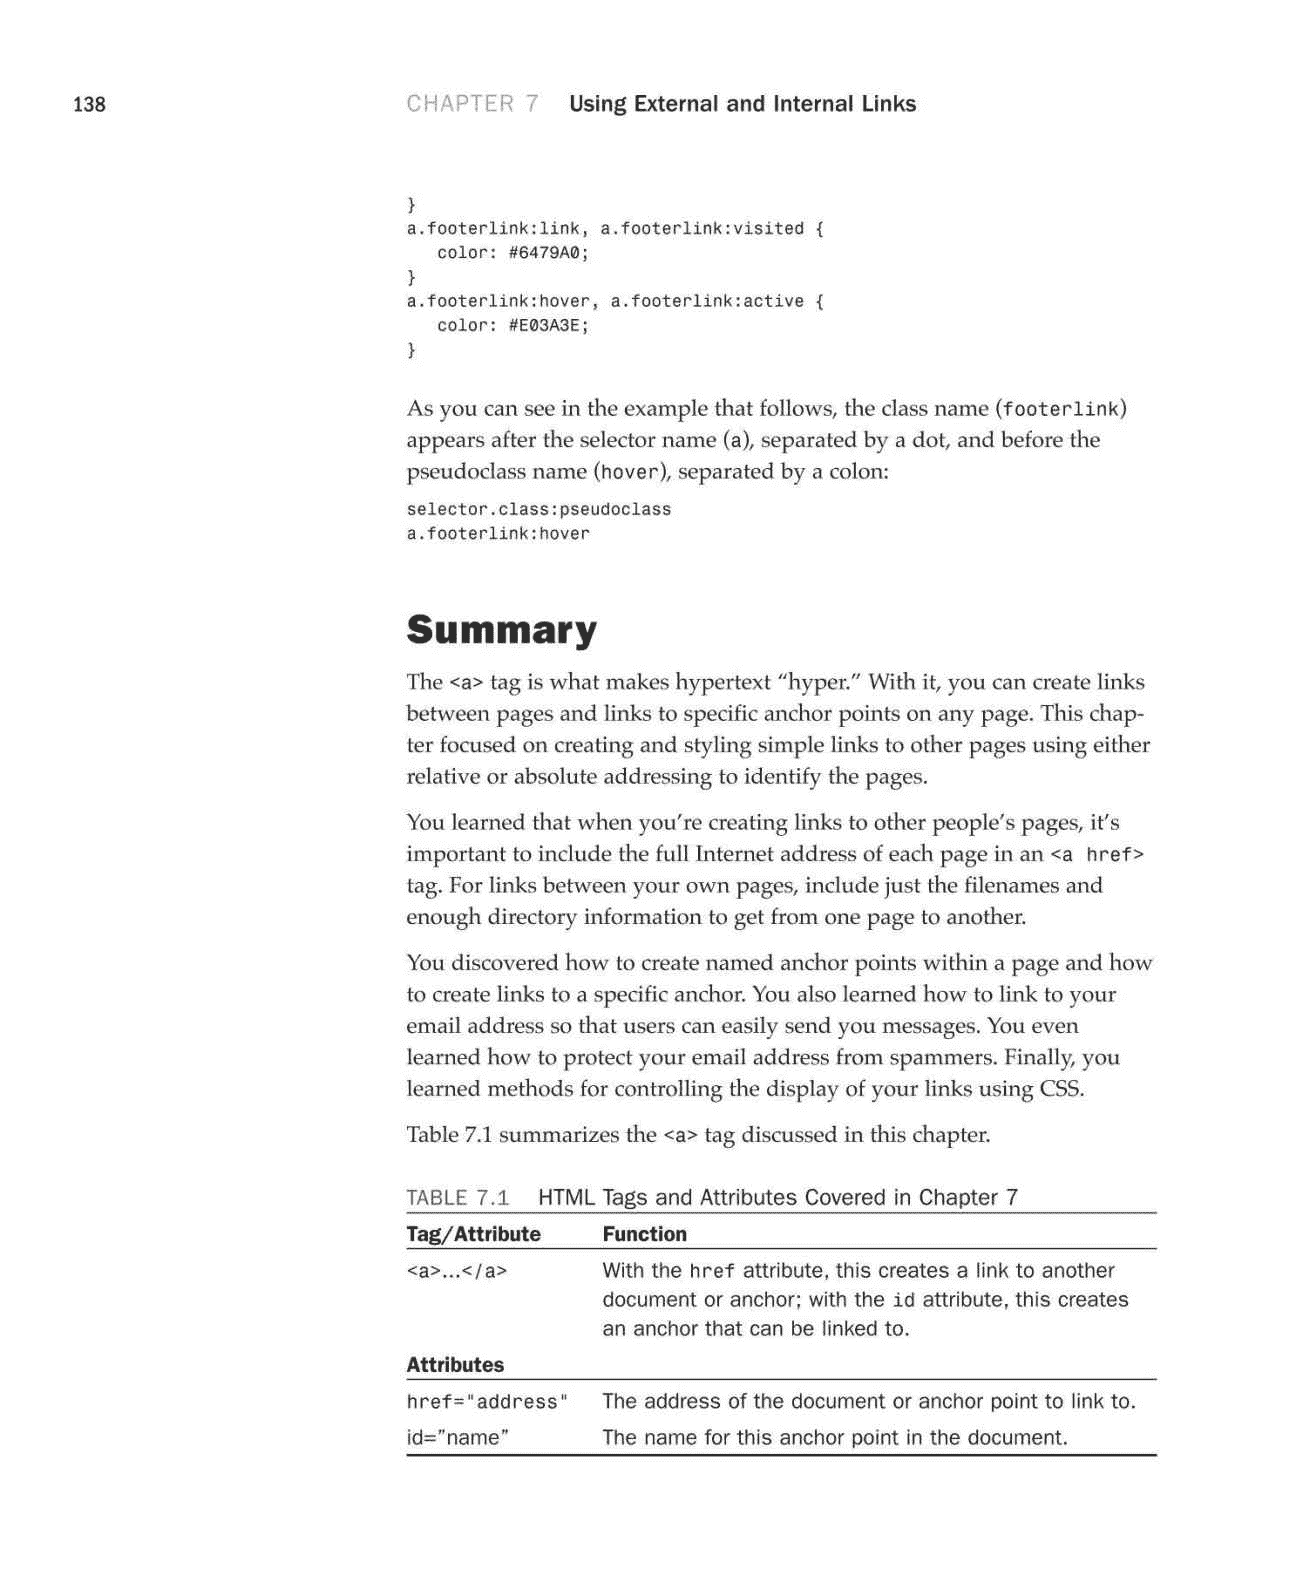 138 CHAPTER 7 Using External and Internal Links
}
a.footerlink:link, a.footerlink:visited {
   color: #6479A0;
}
a.footerlink:hover, a.footerlink:active {
   color: #E03A3E;
}
As you can see in the example that follows, the class name (footerlink)
appears after the selector name (a), separated by a dot, and before the
pseudoclass name (hover), separated by a colon:
selector.class:pseudoclass
a.footerlink:hover
Summary
The <a> tag is what makes hypertext “hyper.” With it, you can create links
between pages and links to specific anchor points on any page. This chap-
ter focused on creating and styling simple links to other pages using either
relative or absolute addressing to identify the pages.
You learned that when you’re creating links to other people’s pages, it’s
important to include the full Internet address of each page in an <a href>
tag. For links between your own pages, include just the filenames and
enough directory information to get from one page to another.
You discovered how to create named anchor points within a page and how
to create links to a specific anchor. You also learned how to link to your
email address so that users can easily send you messages. You even
learned how to protect your email address from spammers. Finally, you
learned methods for controlling the display of your links using CSS.
Table 7.1 summarizes the <a> tag discussed in this chapter.
TABLE 7.1 HTML Tags and Attributes Covered in Chapter 7
Tag/Attribute Function
<a>...</a> With the href attribute, this creates a link to another
document or anchor; with the id attribute, this creates
an anchor that can be linked to.
Attributes
href="address" The address of the document or anchor point to link to.
id=”name” The name for this anchor point in the document.